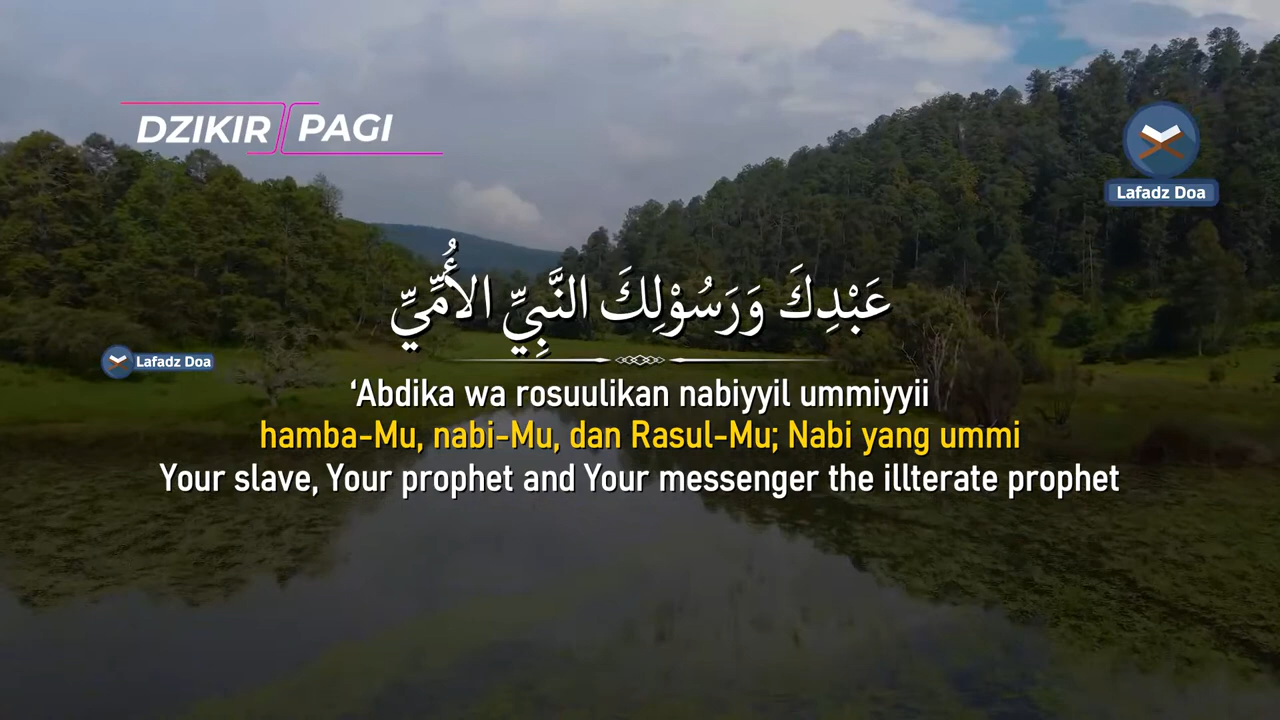 DZIKIR PAGI
Lafadz Doa
عَبْدِكَ وَرَسُوْلِكَ النَّبِيِّ الأُمِّيِّ
Lafadz Doa
‘Abdika wa rosuulikan nabiyyil ummiyyii
hamba-Mu, nabi-Mu, dan Rasul-Mu; Nabi yang ummi
Your slave, Your prophet and Your messenger the illterate prophet